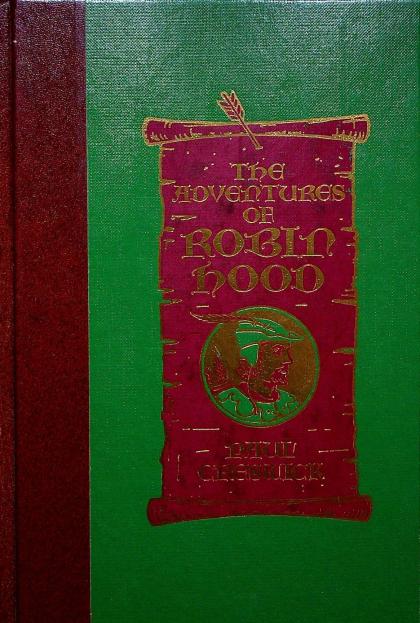 THE
ADVENTURES
OF
ROBIN
HOOD
PAUL
CRESWICK